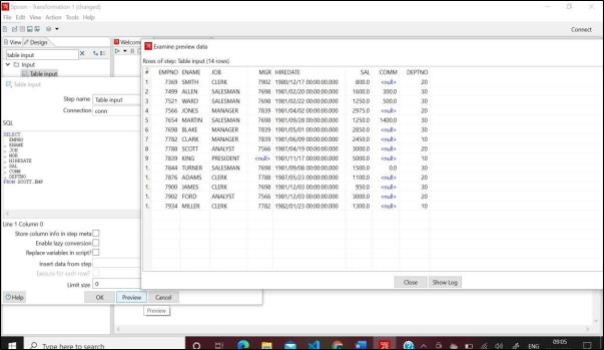 Spoon - Transformation 1 (changed)
File Edit View Action Tools Help
Connect
View Design
Welcome
table input
Input
Table input
Table input
Step name Table input
Connection conn
SQL
SELECT
EMPNO
, ENAME
, JOB
, MGR
, HIREDATE
, SAL
, COMM
, DEPTNO
FROM SCOTT.EMP
Line 1 Column 0
Store column info in step meta
Enable lazy conversion
Replace variables in script?
Insert data from step
Execute for each row?
Limit size 0
Help OK Preview Cancel
Preview
Examine preview data
Rows of step: Table input (14 rows)
# EMPNO ENAME JOB MGR HIREDATE SAL COMM DEPTNO
1 7369 SMITH CLERK 7902 1980/12/17 00:00:00.000 800.0 <null> 20
2 7499 ALLEN SALESMAN 7698 1981/02/20 00:00:00.000 1600.0 300.0 30
3 7521 WARD SALESMAN 7698 1981/02/22 00:00:00.000 1250.0 500.0 30
4 7566 JONES MANAGER 7839 1981/04/02 00:00:00.000 2975.0 <null> 20
5 7654 MARTIN SALESMAN 7698 1981/09/28 00:00:00.000 1250.0 1400.0 30
6 7698 BLAKE MANAGER 7839 1981/05/01 00:00:00.000 2850.0 <null> 30
7 7782 CLARK MANAGER 7839 1981/06/09 00:00:00.000 2450.0 <null> 10
8 7788 SCOTT ANALYST 7566 1987/04/19 00:00:00.000 3000.0 <null> 20
9 7839 KING PRESIDENT <null> 1981/11/17 00:00:00.000 5000.0 <null> 10
1. 7844 TURNER SALESMAN 7698 1981/09/08 00:00:00.000 1500.0 0.0 30
1. 7876 ADAMS CLERK 7788 1987/05/23 00:00:00.000 1100.0 <null> 20
1. 7900 JAMES CLERK 7698 1981/12/03 00:00:00.000 950.0 <null> 30
1. 7902 FORD ANALYST 7566 1981/12/03 00:00:00.000 3000.0 <null> 20
1. 7934 MILLER CLERK 7782 1982/01/23 00:00:00.000 1300.0 <null> 10
Close Show Log
Type here to search
ENG 09:05